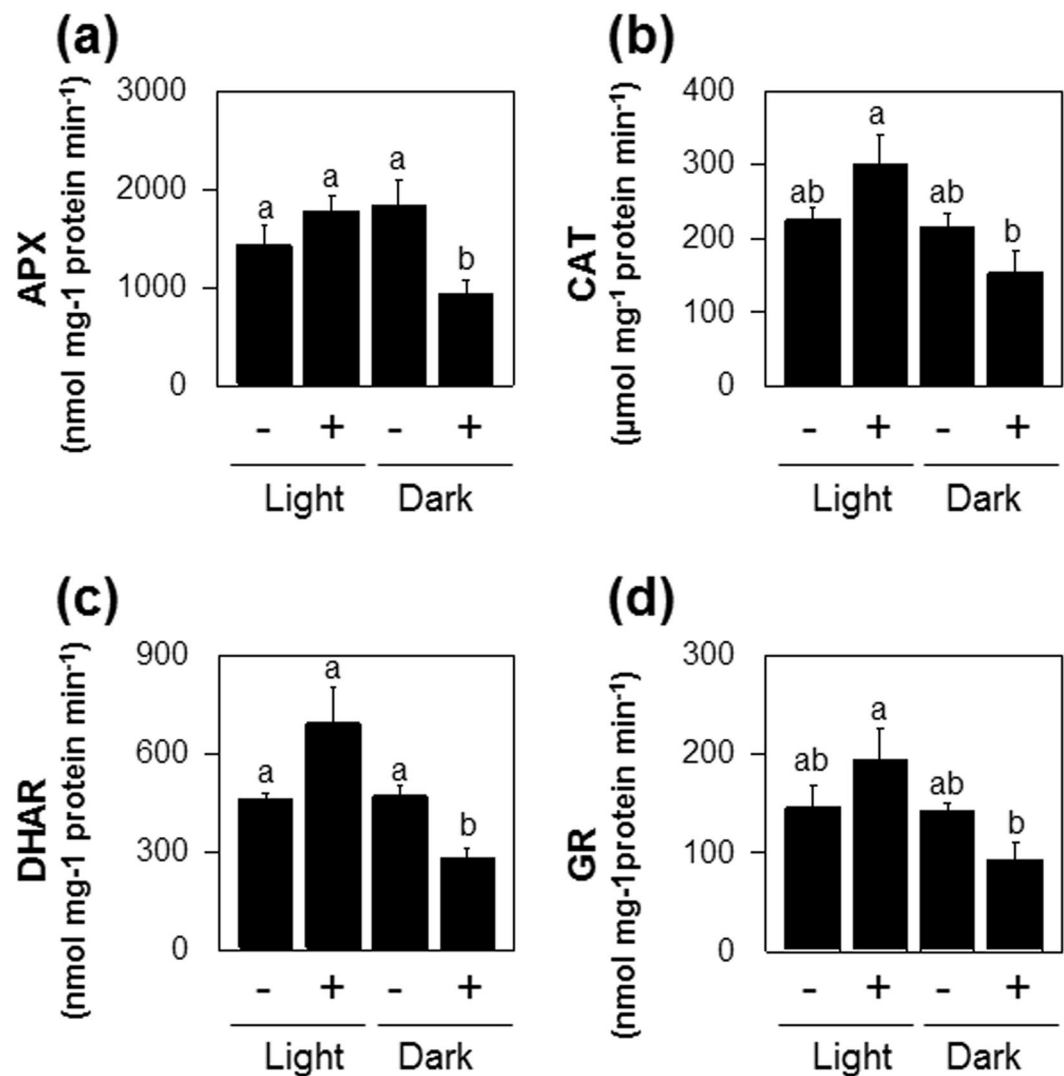 (a)
APX
(nmol mg-1 protein min⁻¹)
3000
2000
1000
0
a
a
a
b
- + - +
Light Dark
(b)
CAT
(μmol mg⁻¹ protein min⁻¹)
400
300
200
100
0
ab
a
ab
b
- + - +
Light Dark
(c)
DHAR
(nmol mg-1 protein min⁻¹)
900
600
300
0
a
a
a
b
- + - +
Light Dark
(d)
GR
(nmol mg-1protein min⁻¹)
300
200
100
0
ab
a
ab
b
- + - +
Light Dark